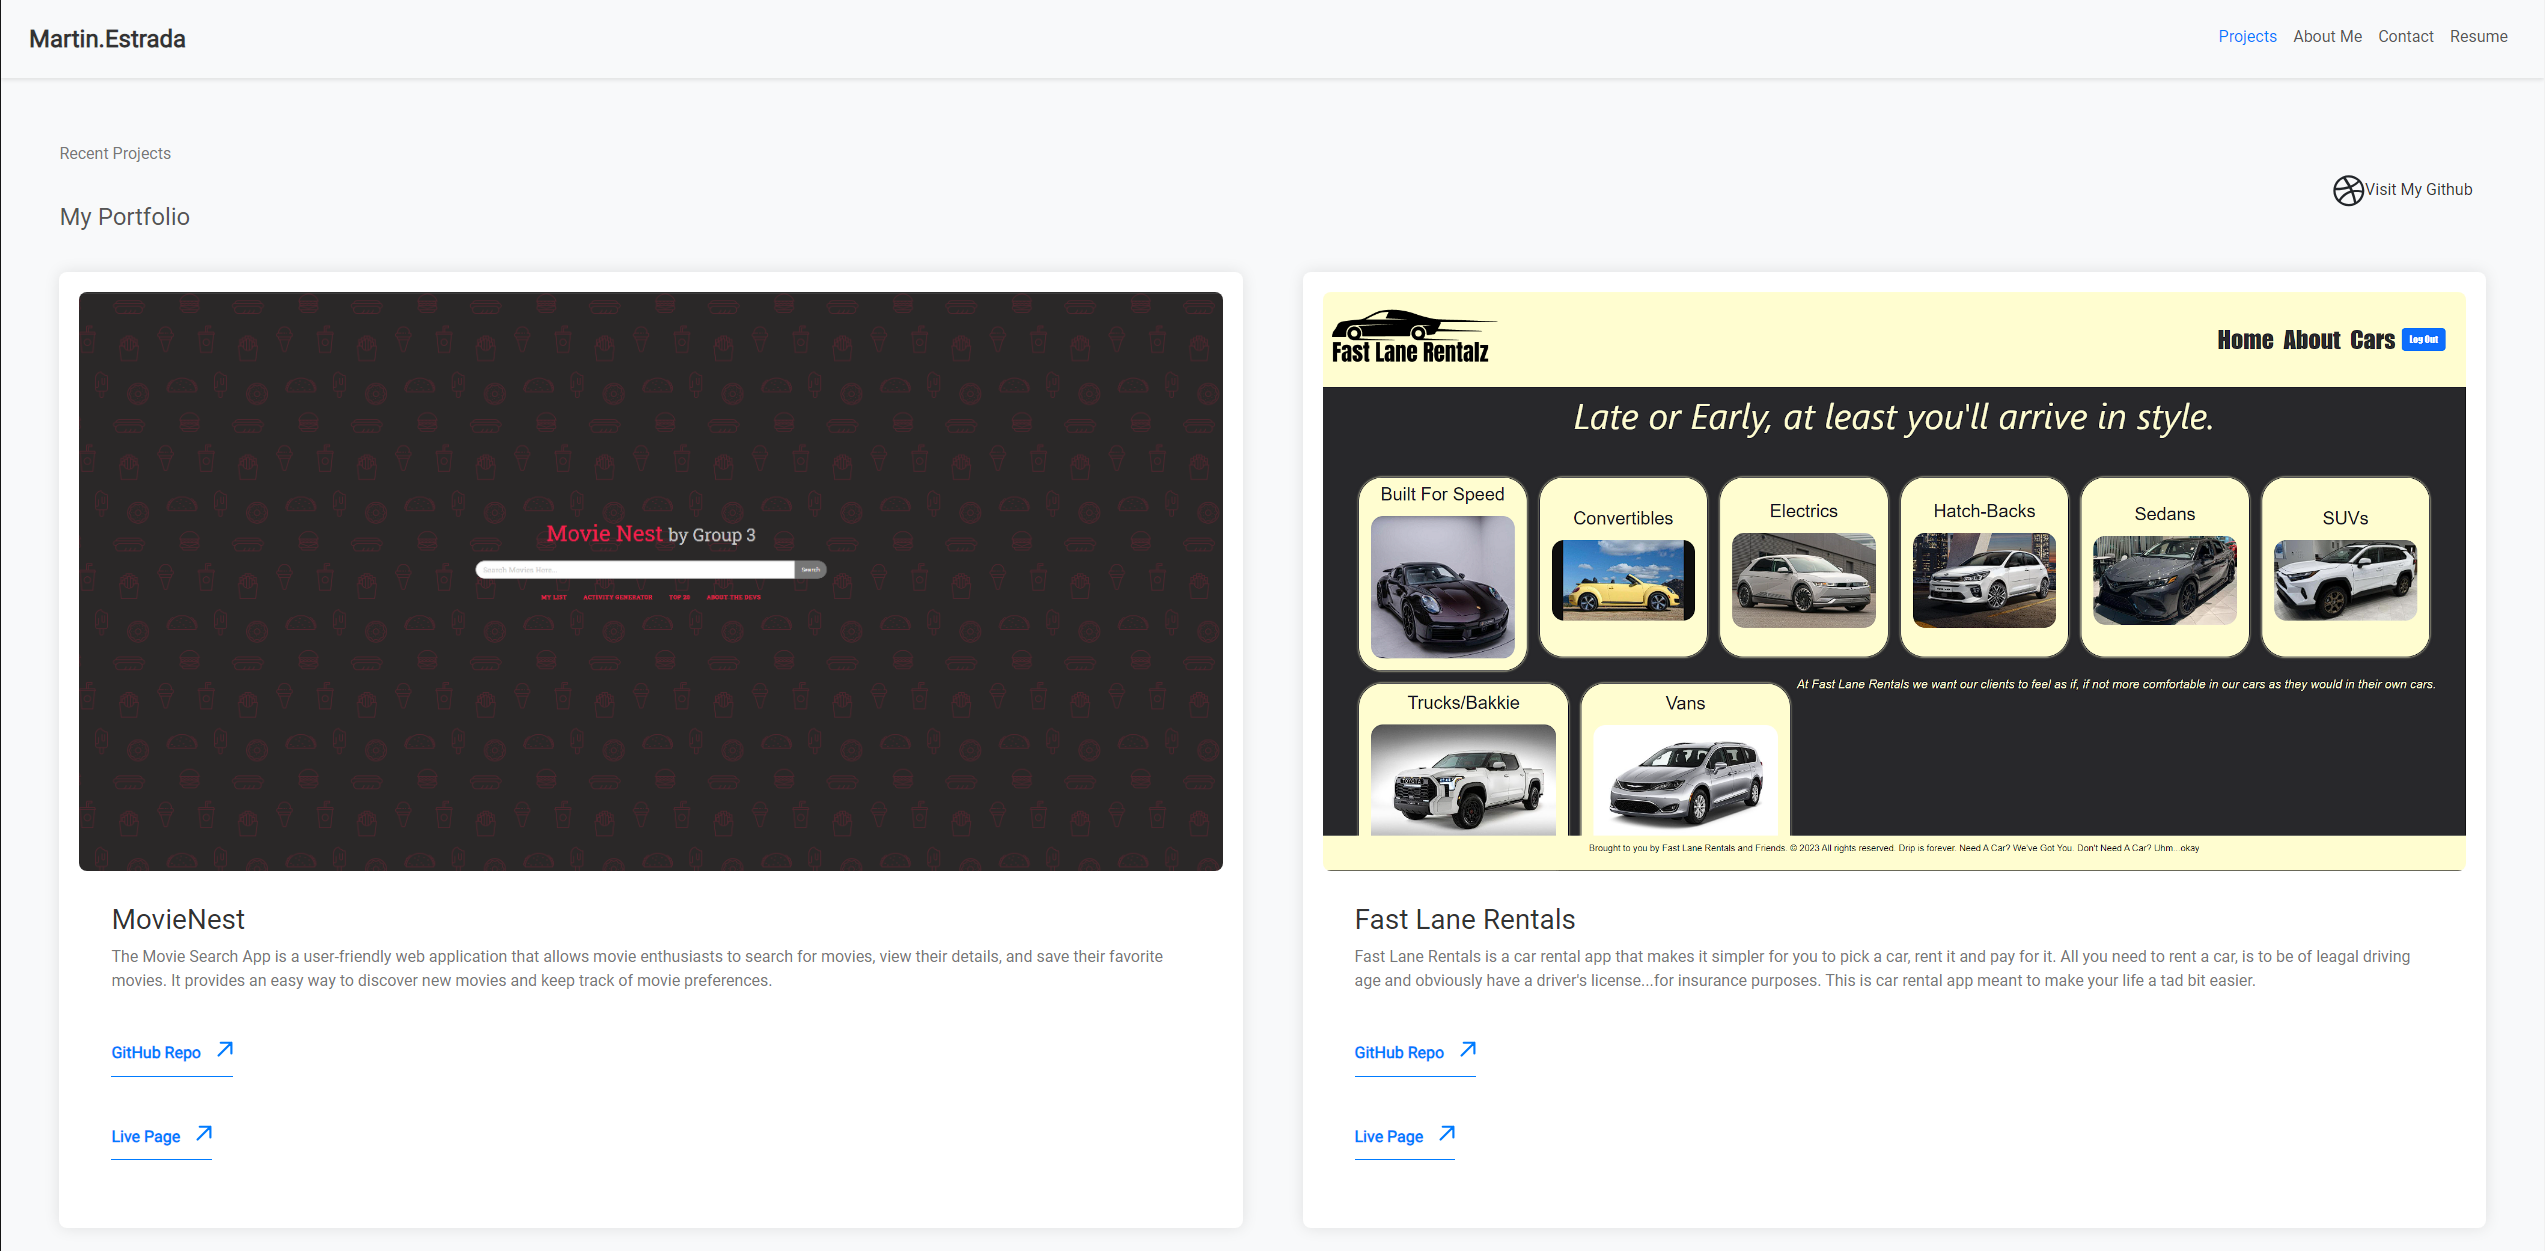 Martin.Estrada
Projects About Me Contact Resume
Recent Projects
My Portfolio
Visit My Github
Movie Nest by Group 3
Search Movies Here...
Search
MY LIST ACTIVITY GENERATOR TOP 25 ABOUT THE DEVS
MovieNest
The Movie Search App is a user-friendly web application that allows movie enthusiasts to search for movies, view their details, and save their favorite
movies. It provides an easy way to discover new movies and keep track of movie preferences.
GitHub Repo
Live Page
Fast Lane Rentalz
Home About Cars Log Out
Late or Early, at least you'll arrive in style.
Built For Speed
Convertibles
Electrics
Hatch-Backs
Sedans
SUVs
Trucks/Bakkie
Vans
At Fast Lane Rentals we want our clients to feel as if, if not more comfortable in our cars as they would in their own cars.
Brought to you by Fast Lane Rentals and Friends. © 2023 All rights reserved. Drip is forever. Need A Car? We've Got You. Don't Need A Car? Uhm.. okay
Fast Lane Rentals
Fast Lane Rentals is a car rental app that makes it simpler for you to pick a car, rent it and pay for it. All you need to rent a car, is to be of leagal driving
age and obviously have a driver's license...for insurance purposes. This is car rental app meant to make your life a tad bit easier.
GitHub Repo
Live Page